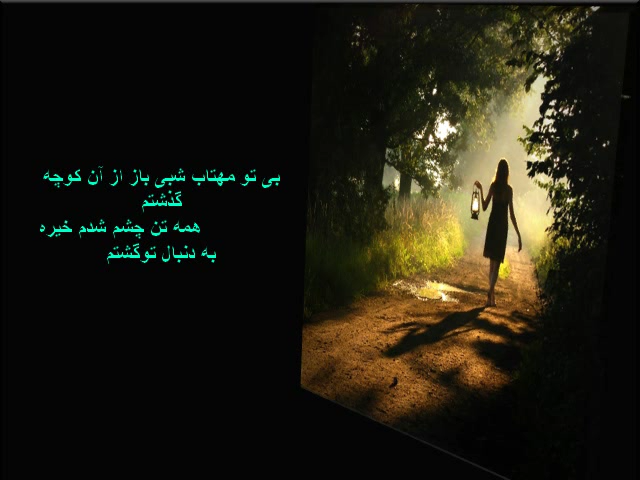 بی تو مهتاب شبی باز از آن کوچه
گذشتم
همه تن چشم شدم خیره
به دنبال توگشتم